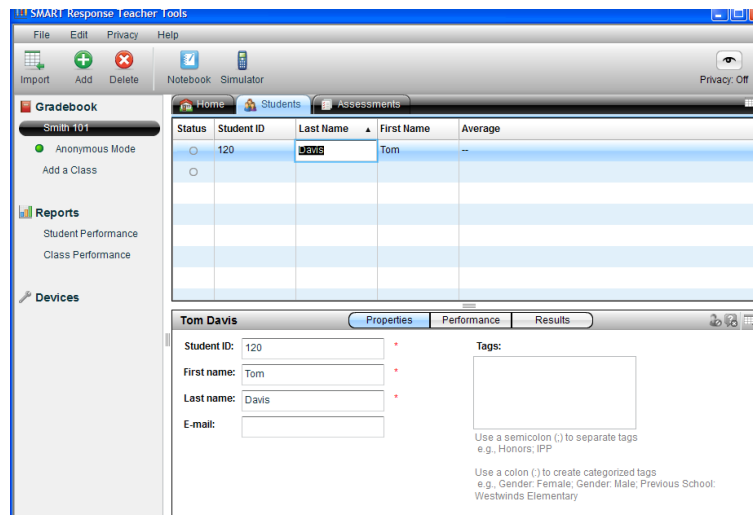 SMART Response Teacher Tools
File Edit Privacy Help
Import Add Delete Notebook Simulator Privacy: Off
Gradebook
Smith 101
Anonymous Mode
Add a Class
Reports
Student Performance
Class Performance
Devices
Home Students Assessments
Status Student ID Last Name First Name Average
120 Davis Tom --
Tom Davis Properties Performance Results
Student ID: 120 *
First name: Tom *
Last name: Davis *
E-mail:
Tags:
Use a semicolon (;) to separate tags
e.g., Honors; IPP
Use a colon (:) to create categorized tags
e.g., Gender: Female; Gender: Male; Previous School:
Westwinds Elementary